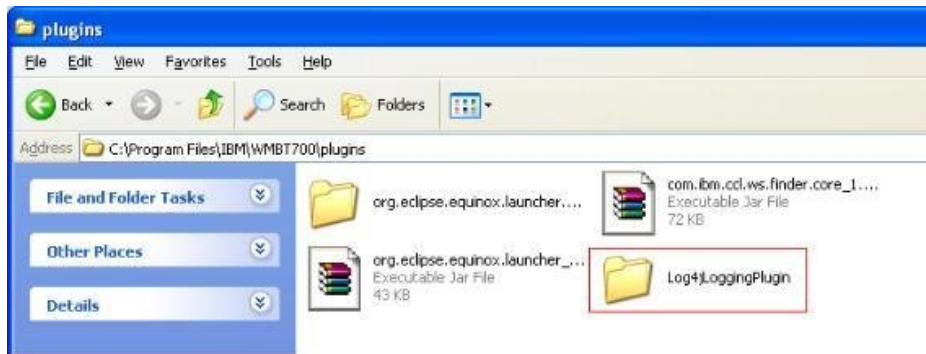 plugins
File Edit View Favorites Tools Help
Back Search Folders
Address C:\Program Files\IBM\WMBT700\plugins
File and Folder Tasks
Other Places
Details
org.eclipse.equinox.launcher....
com.ibm.ccl.ws.finder.core_1....
Executable Jar File
72 KB
org.eclipse.equinox.launcher_...
Executable Jar File
43 KB
Log4jLoggingPlugin